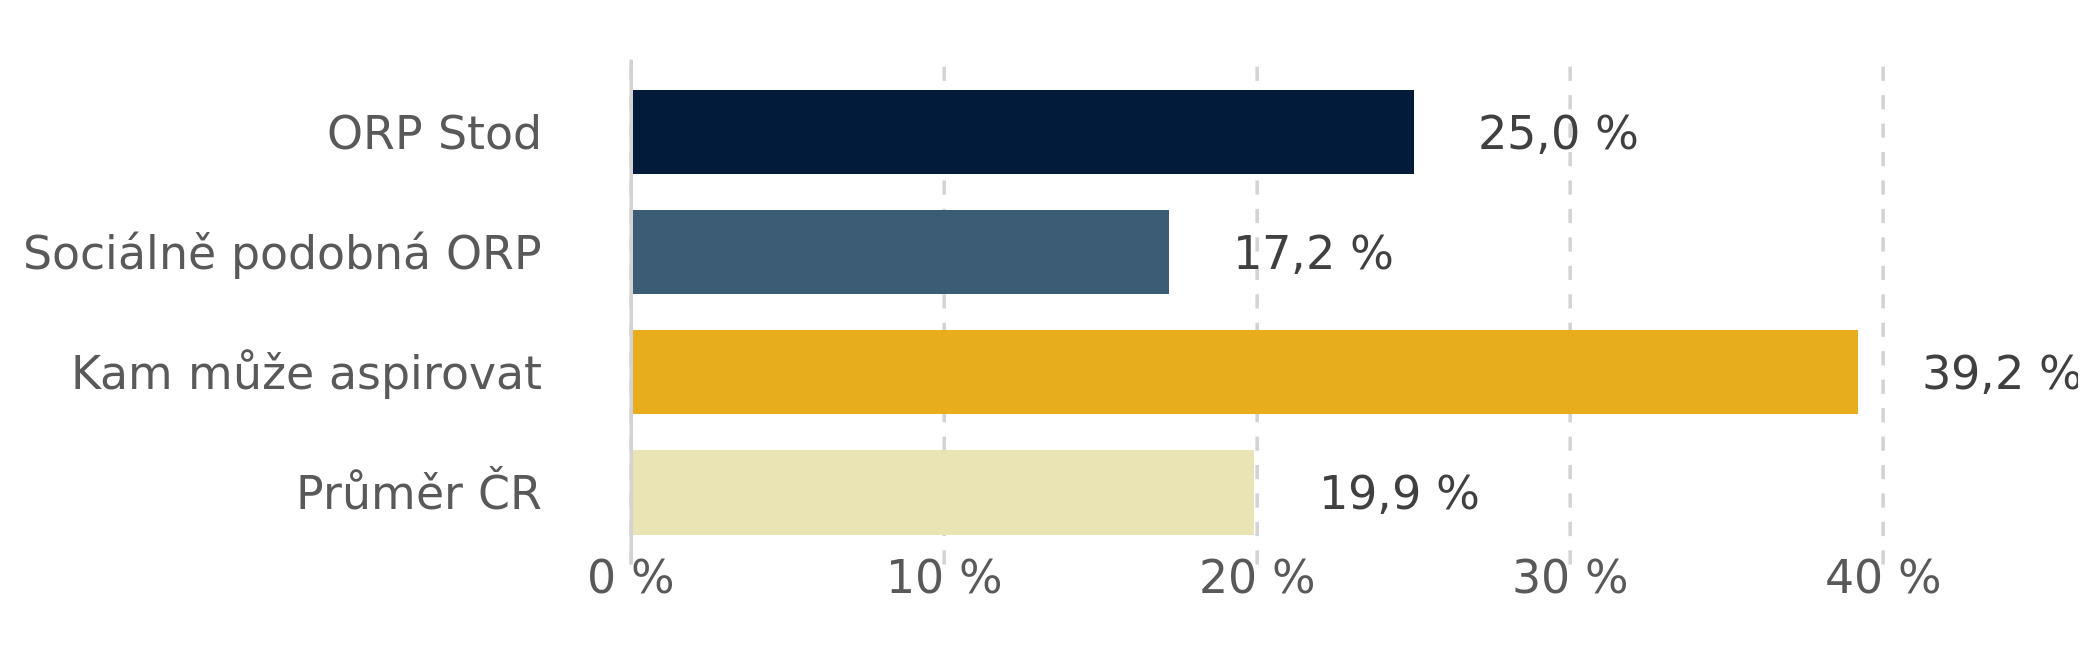 ORP Stod
25,0 %
Sociálně podobná ORP
17,2 %
Kam může aspirovat
39,2 %
Průměr ČR
19,9 %
0 %
10 %
20 %
30 %
40 %